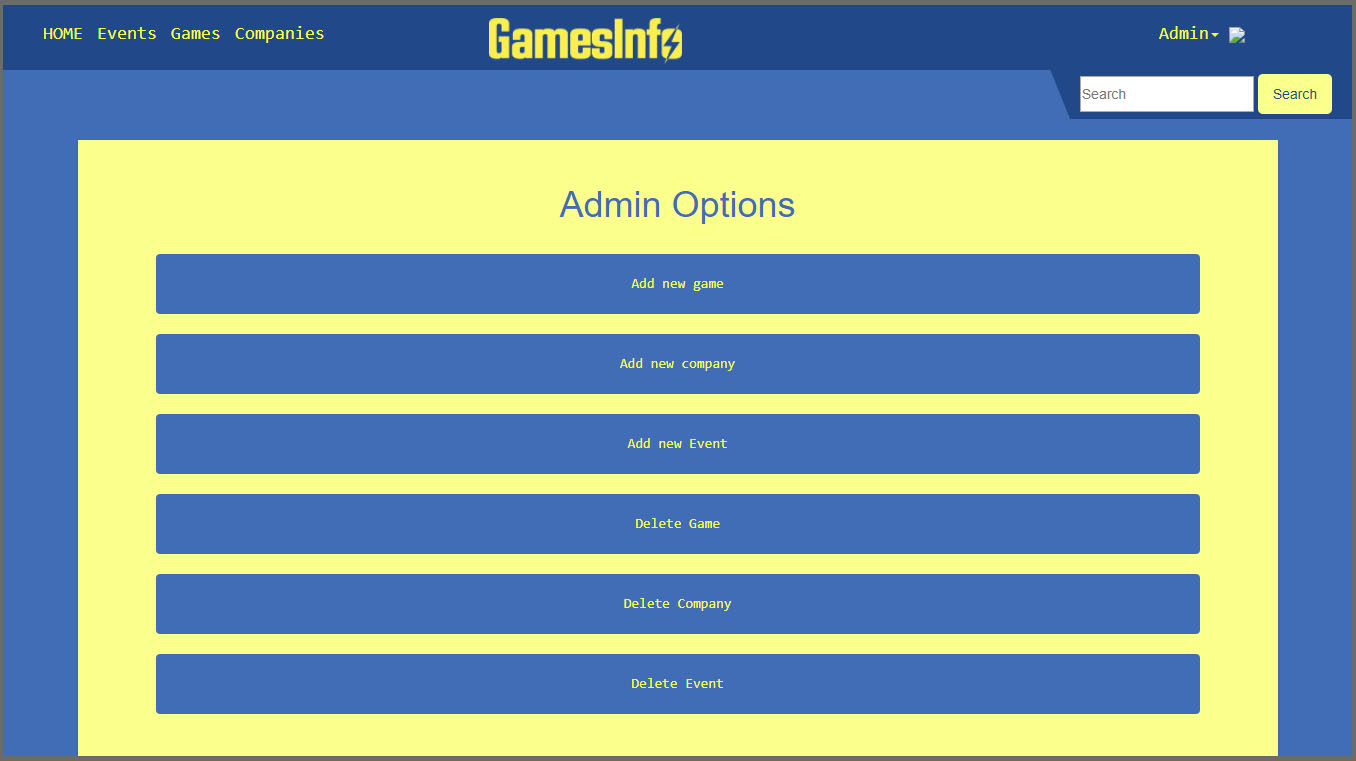 HOME Events Games Companies GamesInfo Admin
Search Search
Admin Options
Add new game
Add new company
Add new Event
Delete Game
Delete Company
Delete Event